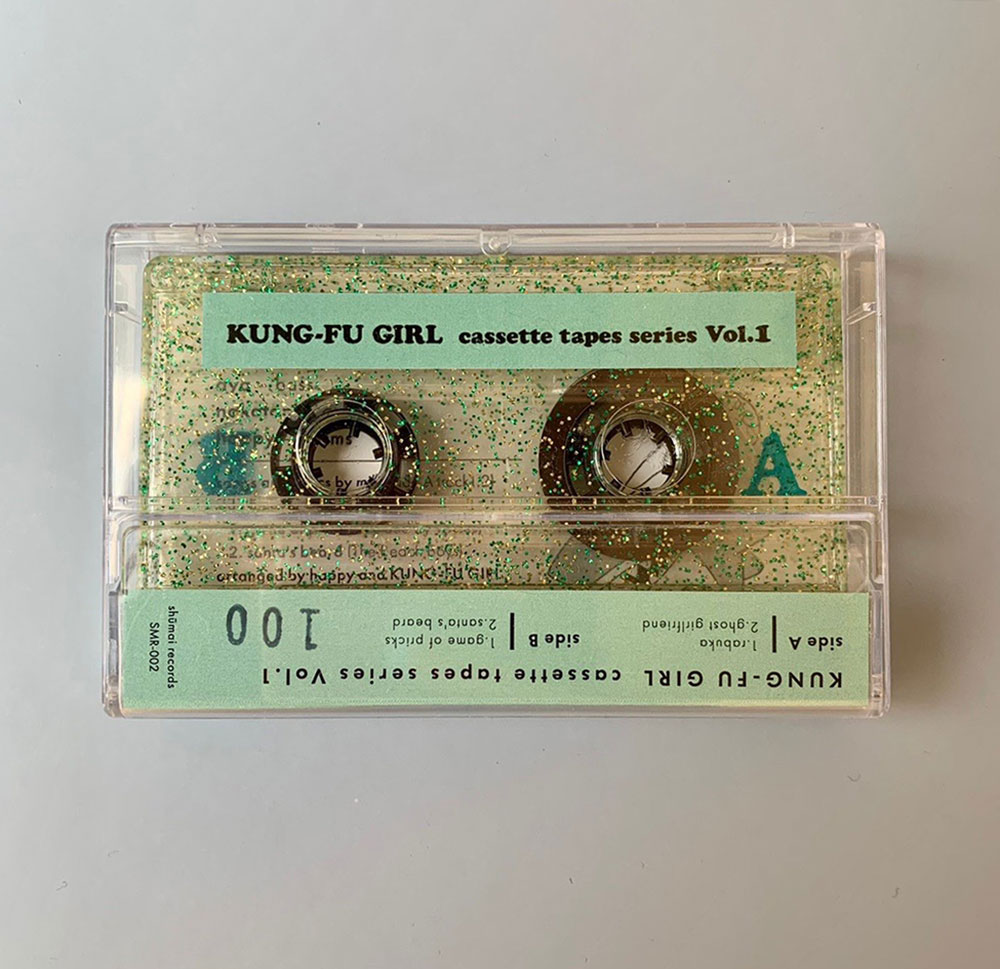 KUNG-FU GIRL cassette tapes series Vol.1
A
arranged by happy and KUNG-FU GIRL
KUNG-FU GIRL cassette tapes series Vol.1
side A
1.rabuka
2.ghost girlfriend
side B
1.game of pricks
2.santa's beard
100
shūmai records
SMR-002